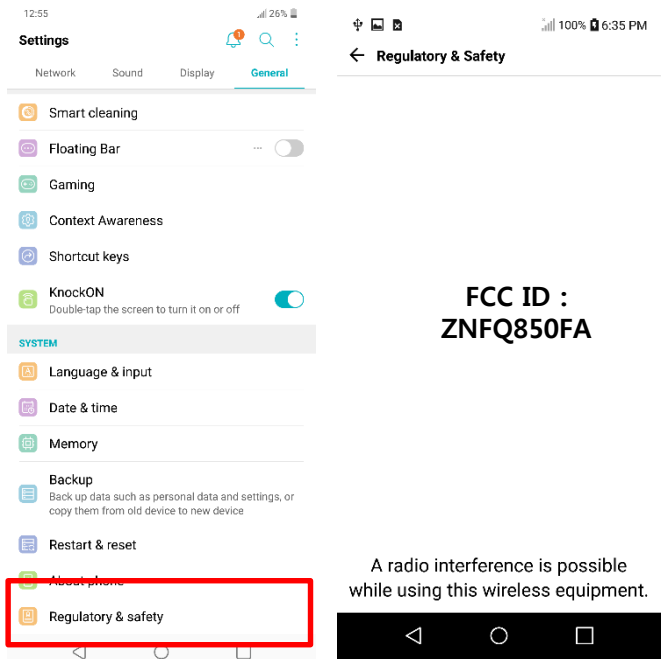 12:55
26%
Settings
1
Network Sound Display General
Smart cleaning
Floating Bar
Gaming
Context Awareness
Shortcut keys
KnockON
Double-tap the screen to turn it on or off
SYSTEM
Language & input
Date & time
Memory
Backup
Back up data such as personal data and settings, or
copy them from old device to new device
Restart & reset
About phone
Regulatory & safety
100% 6:35 PM
Regulatory & Safety
FCC ID :
ZNFQ850FA
A radio interference is possible
while using this wireless equipment.